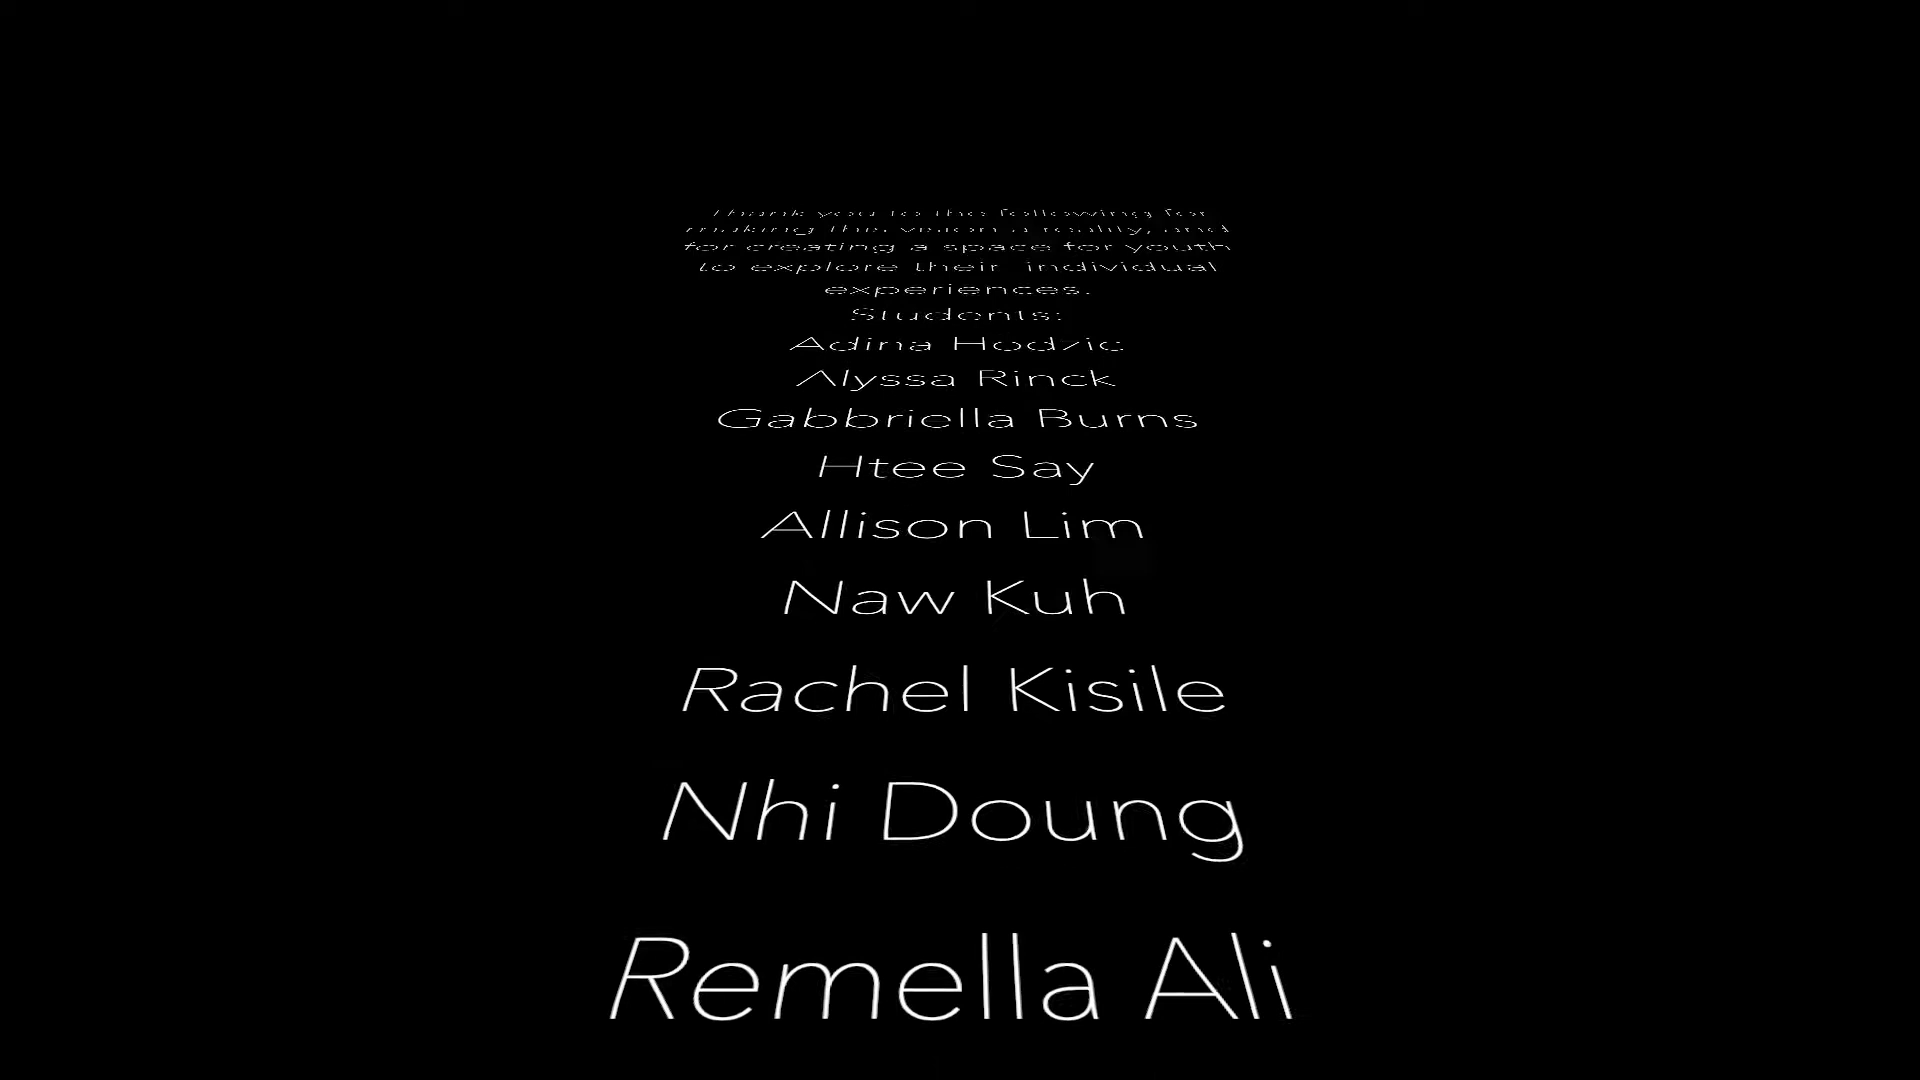 Thank you to the following for
making this vision a reality, and
for creating a space for youth
to explore their individual
experiences.
Students:
Adina Hodzic
Alyssa Rinck
Gabbriella Burns
Htee Say
Allison Lim
Naw Kuh
Rachel Kisile
Nhi Doung
Remella Ali